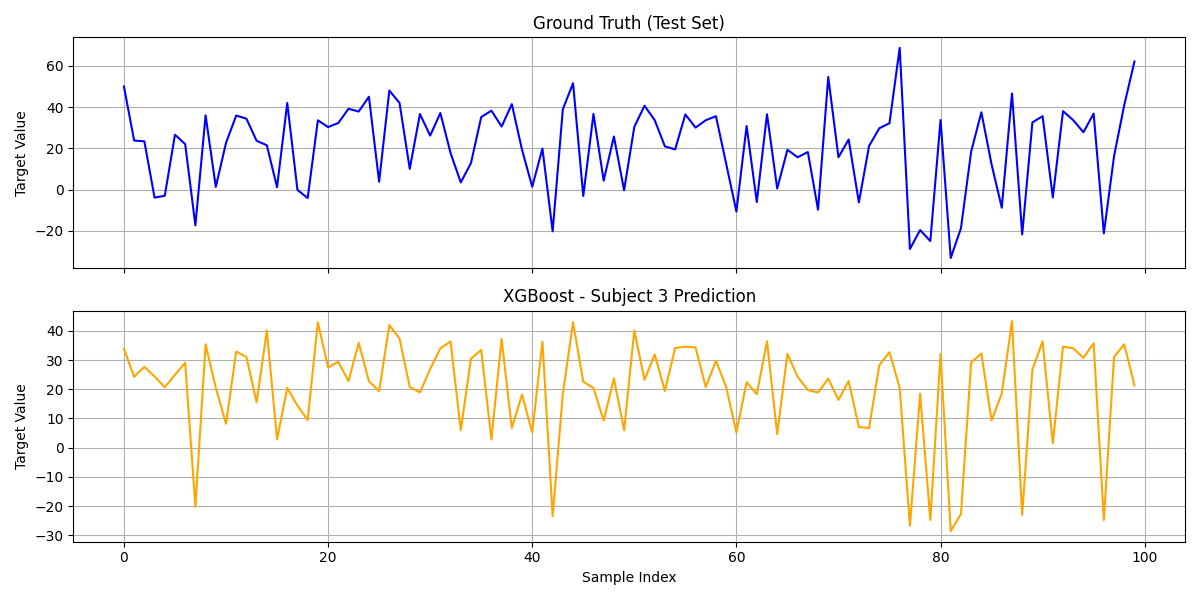 Ground Truth (Test Set)
Target Value
60
40
20
0
−20
XGBoost - Subject 3 Prediction
Target Value
40
30
20
10
0
−10
−20
−30
0 20 40 60 80 100
Sample Index